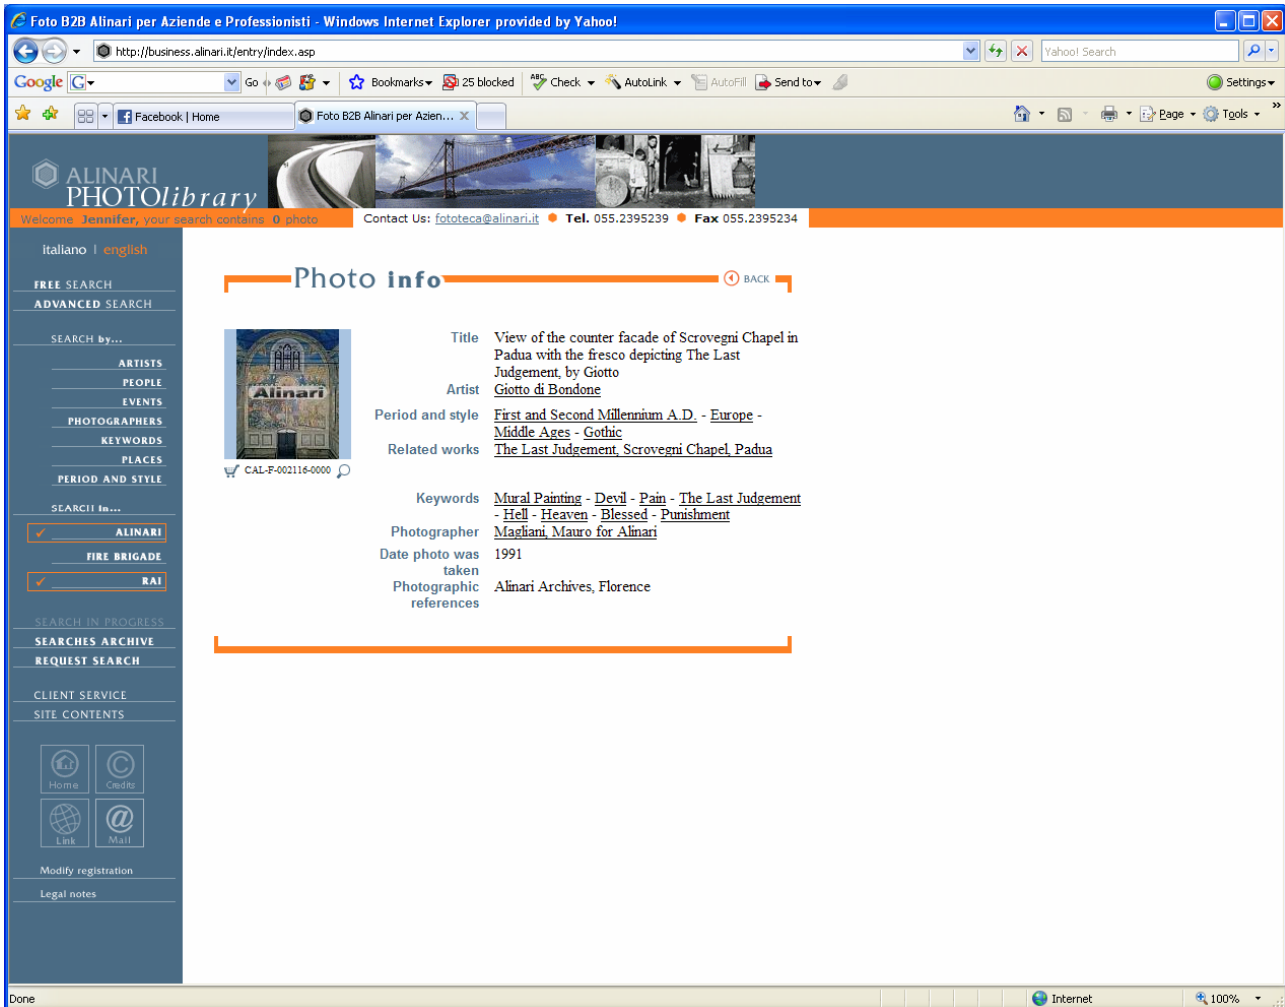 Foto B2B Alinari per Aziende e Professionisti - Windows Internet Explorer provided by Yahoo!
http://business.alinari.it/entry/index.asp
Yahoo! Search
Google G Go Bookmarks 25 blocked ABC Check AutoLink AutoFill Send to Settings
Facebook | Home Foto B2B Alinari per Azien... X Page Tools »
ALINARI
PHOTOlibrary
Welcome Jennifer, your search contains 0 photo
Contact Us: fototeca@alinari.it Tel. 055.2395239 Fax 055.2395234
italiano | english
FREE SEARCH
ADVANCED SEARCH
SEARCH by...
ARTISTS
PEOPLE
EVENTS
PHOTOGRAPHERS
KEYWORDS
PLACES
PERIOD AND STYLE
SEARCH in...
ALINARI
FIRE BRIGADE
RAI
SEARCH IN PROGRESS
SEARCHES ARCHIVE
REQUEST SEARCH
CLIENT SERVICE
SITE CONTENTS
Home Credits
Link @ Mail
Modify registration
Legal notes
Photo info BACK
Alinari
CAL-F-002116-0000
Title View of the counter facade of Scrovegni Chapel in
Padua with the fresco depicting The Last
Judgement, by Giotto
Artist Giotto di Bondone
Period and style First and Second Millennium A.D. - Europe -
Middle Ages - Gothic
Related works The Last Judgement, Scrovegni Chapel, Padua
Keywords Mural Painting - Devil - Pain - The Last Judgement
- Hell - Heaven - Blessed - Punishment
Photographer Magliani, Mauro for Alinari
Date photo was 1991
taken
Photographic Alinari Archives, Florence
references
Done Internet 100%